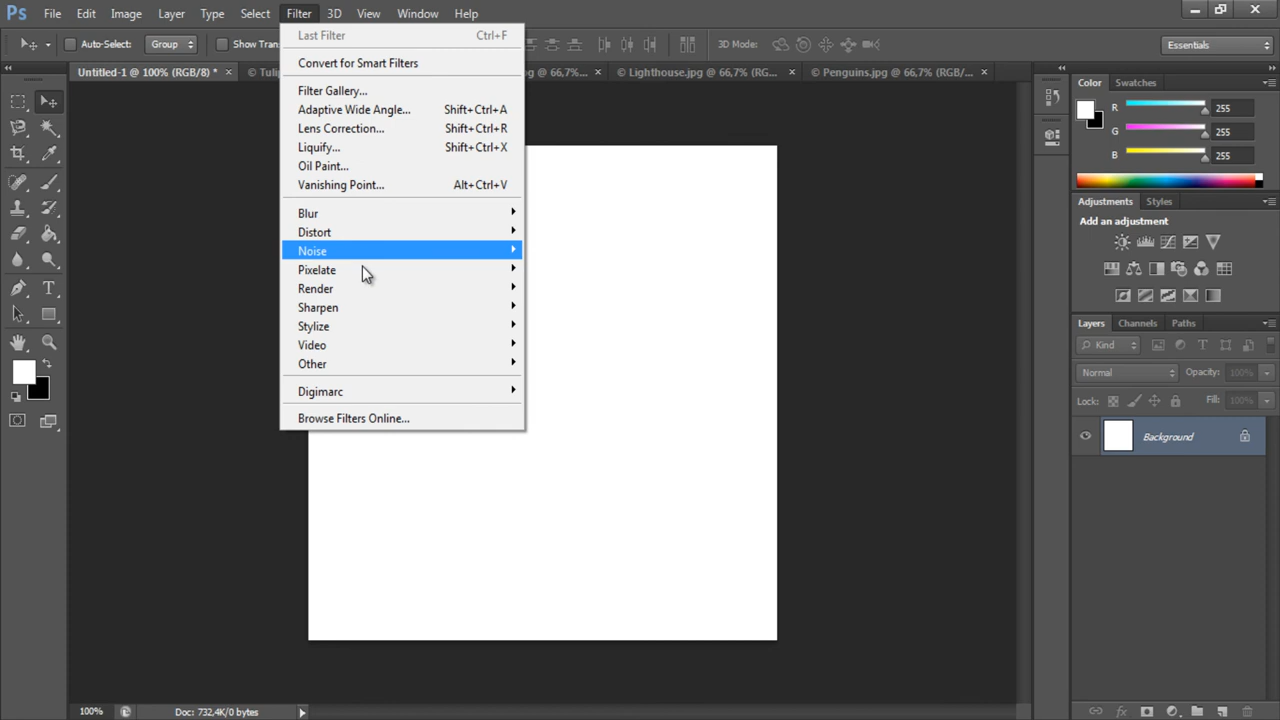 Ps File Edit Image Layer Type Select Filter 3D View Window Help
Auto-Select: Group Show Tran 3D Mode: Essentials
Untitled-1 @ 100% (RGB/8) * × © Tuli pg @ 66,7%... × © Lighthouse.jpg @ 66,7% (RG... × © Penguins.jpg @ 66,7% (RGB/... ×
Last Filter Ctrl+F
Convert for Smart Filters
Filter Gallery...
Adaptive Wide Angle... Shift+Ctrl+A
Lens Correction... Shift+Ctrl+R
Liquify... Shift+Ctrl+X
Oil Paint...
Vanishing Point... Alt+Ctrl+V
Blur
Distort
Noise
Pixelate
Render
Sharpen
Stylize
Video
Other
Digimarc
Browse Filters Online...
Color Swatches
R 255
G 255
B 255
Adjustments Styles
Add an adjustment
Layers Channels Paths
Kind
Normal Opacity: 100%
Lock: Fill: 100%
Background
100% Doc: 732,4K/0 bytes